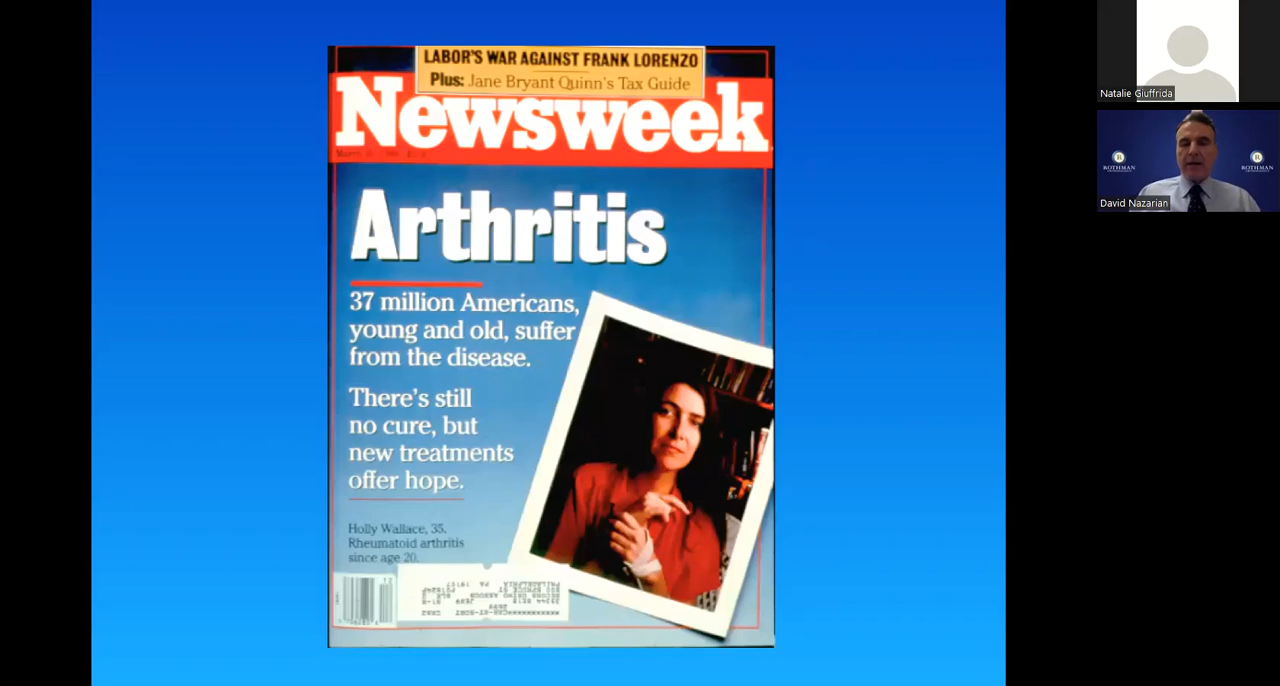 LABOR'S WAR AGAINST FRANK LORENZO
Plus: Jane Bryant Quinn's Tax Guide
Newsweek
Arthritis
37 million Americans,
young and old, suffer
from the disease.
There's still
no cure, but
new treatments
offer hope.
Holly Wallace, 35.
Rheumatoid arthritis
since age 20.
Natalie Giuffrida
R
ROTHMAN
R
ROTHMAN
David Nazarian